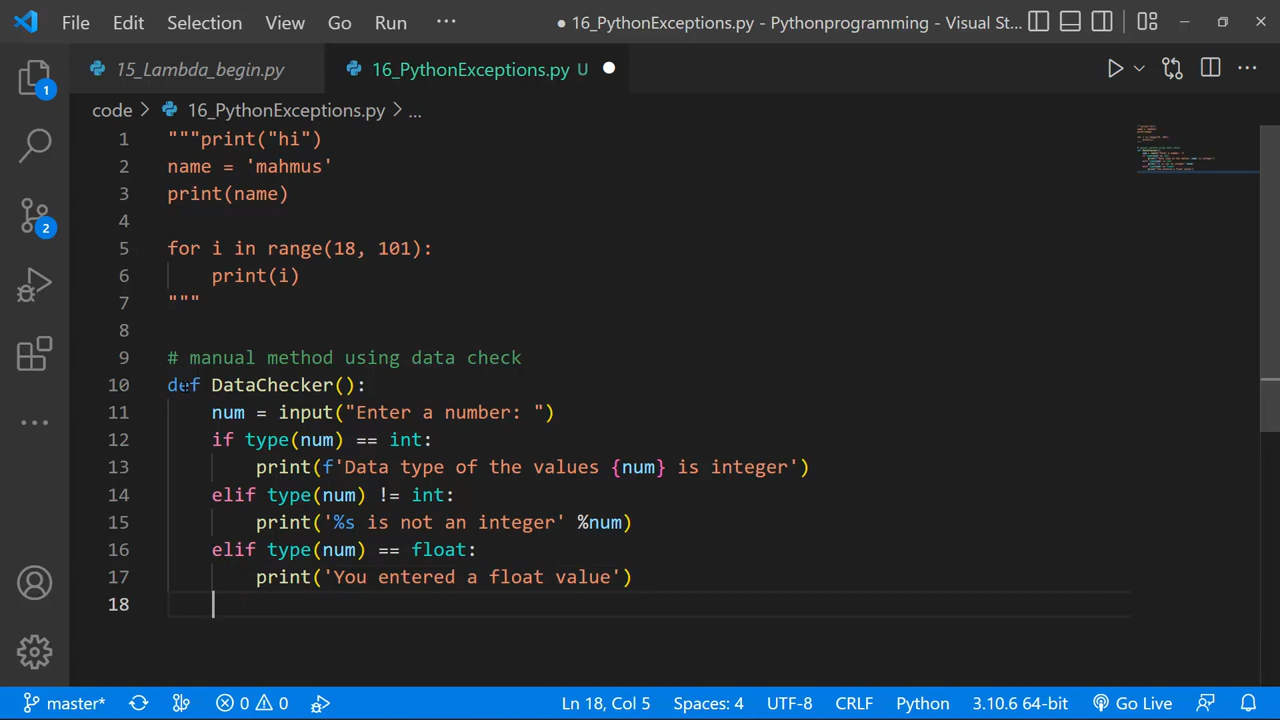 File Edit Selection View Go Run ···
● 16_PythonExceptions.py - Pythonprogramming - Visual St...
15_Lambda_begin.py
16_PythonExceptions.py U
code > 16_PythonExceptions.py > ...
1 """print("hi")
2 name = 'mahmus'
3 print(name)
4
5 for i in range(18, 101):
6 print(i)
7 """
8
9 # manual method using data check
10 def DataChecker():
11 num = input("Enter a number: ")
12 if type(num) == int:
13 print(f'Data type of the values {num} is integer')
14 elif type(num) != int:
15 print('%s is not an integer' %num)
16 elif type(num) == float:
17 print('You entered a float value')
18
1
2
master* 0 0 Ln 18, Col 5 Spaces: 4 UTF-8 CRLF Python 3.10.6 64-bit Go Live